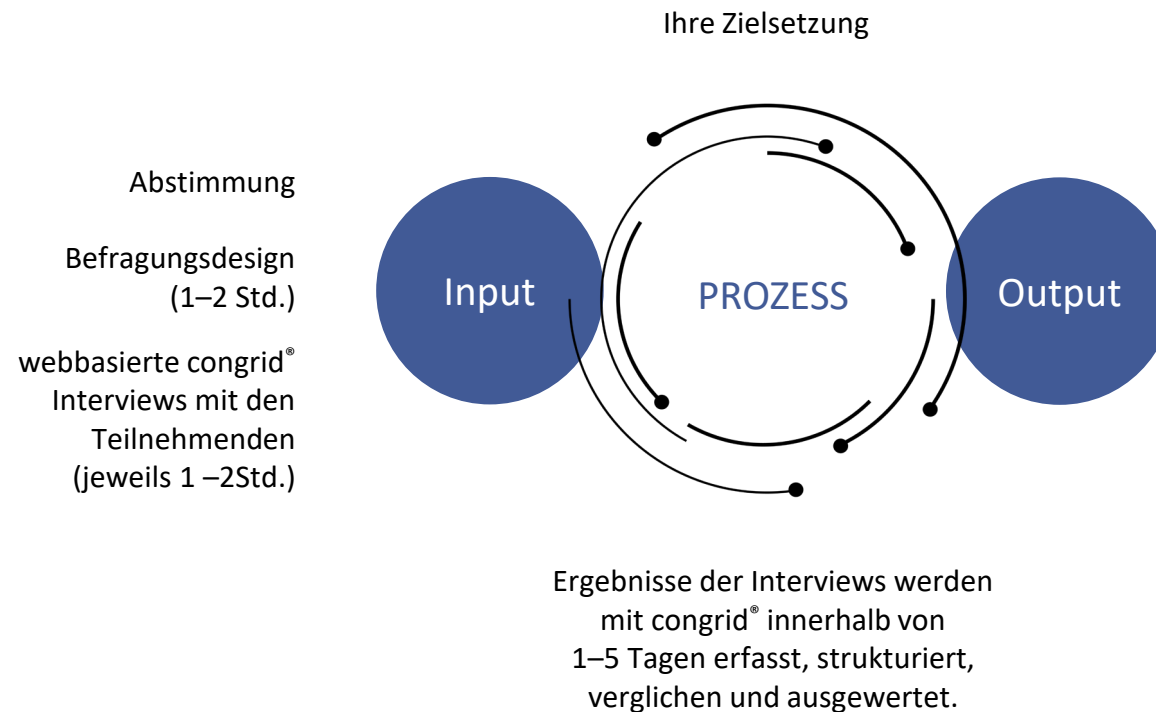 Ihre Zielsetzung
Abstimmung
Befragungsdesign
(1–2 Std.)
webbasierte congrid®
Interviews mit den
Teilnehmenden
(jeweils 1 –2Std.)
Input
PROZESS
Output
Ergebnisse der Interviews werden
mit congrid® innerhalb von
1–5 Tagen erfasst, strukturiert,
verglichen und ausgewertet.